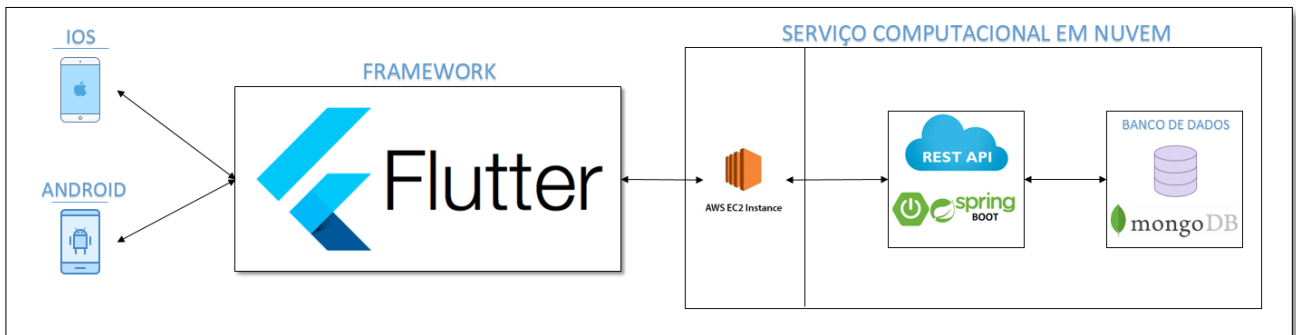 IOS
ANDROID
FRAMEWORK
Flutter
SERVIÇO COMPUTACIONAL EM NUVEM
AWS EC2 Instance
REST API
spring
BOOT
BANCO DE DADOS
mongoDB